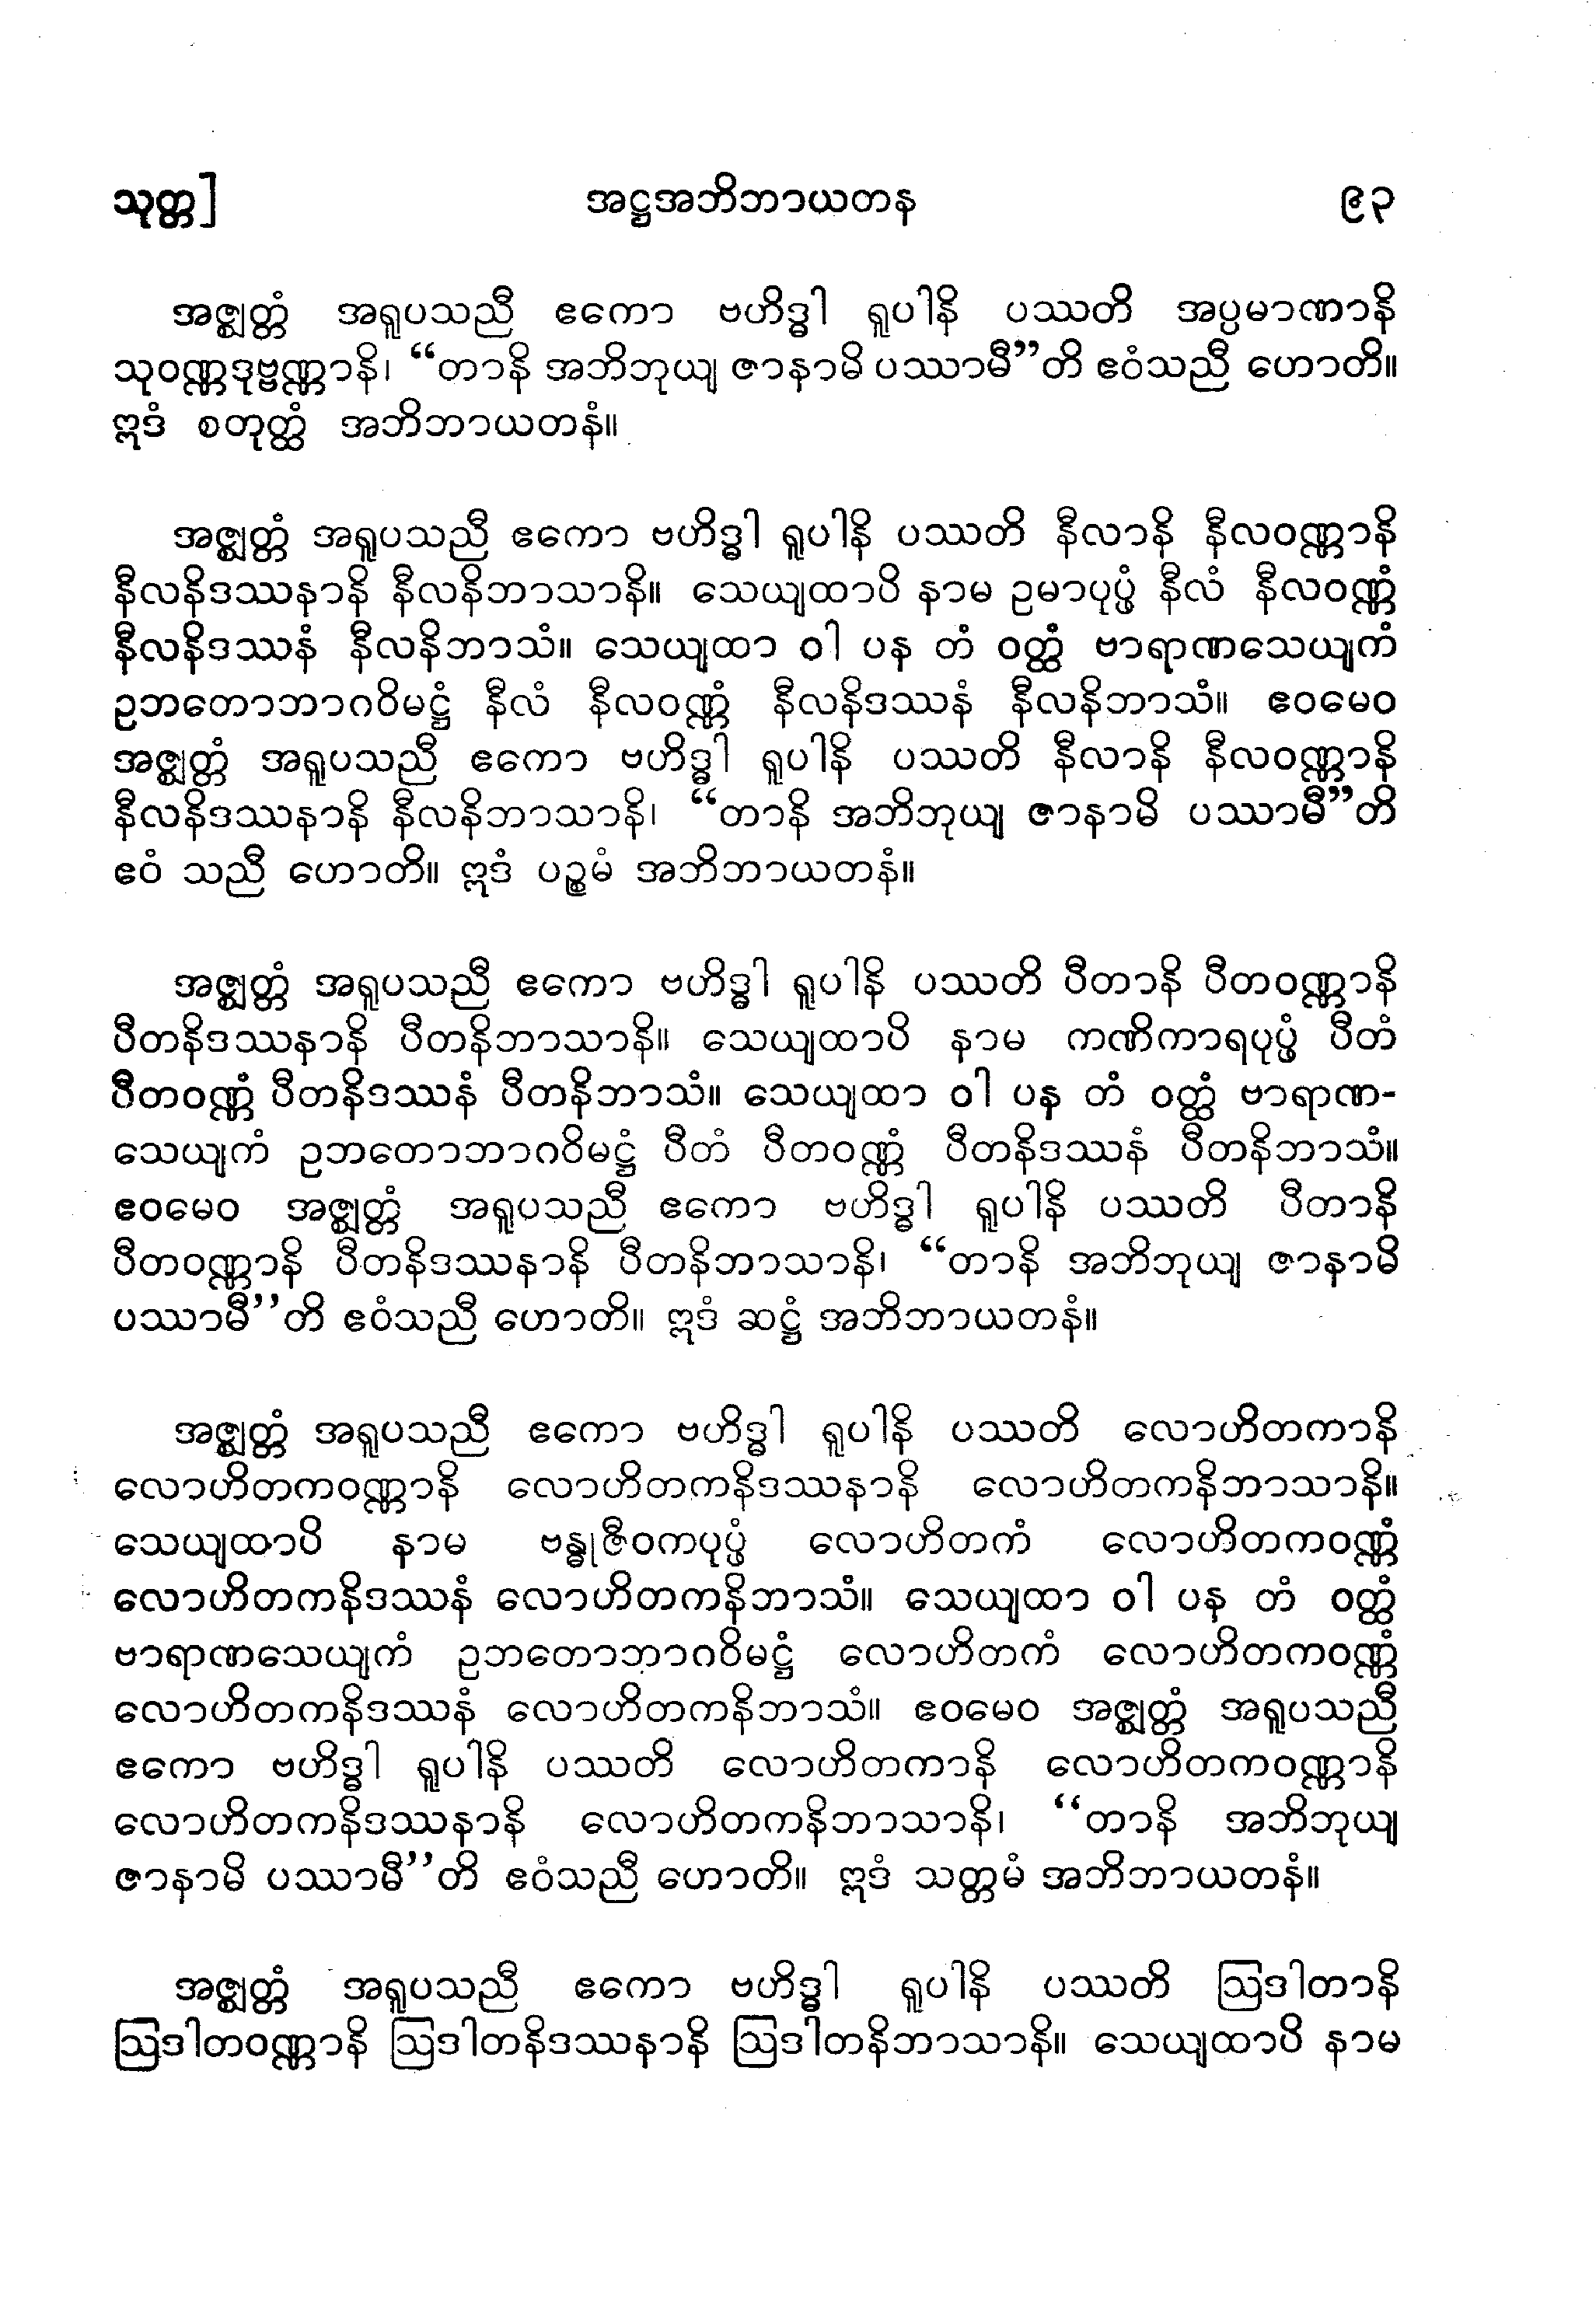 သုတ္တ] အဋ္ဌအဘိဘာယတန ၉၃
အဇ္ဈတ္တံ အရူပသညီ ဧကော ဗဟိဒ္ဓါ ရူပါနိ ပဿတိ အပ္ပမာဏာနိ
သုဝဏ္ဏဒုဗ္ဗဏ္ဏာနိ၊ “တာနိ အဘိဘုယျ ဇာနာမိ ပဿာမီ”တိ ဧဝံသညီ ဟောတိ။
ဣဒံ စတုတ္ထံ အဘိဘာယတနံ။
အဇ္ဈတ္တံ အရူပသညီ ဧကော ဗဟိဒ္ဓါ ရူပါနိ ပဿတိ နီလာနိ နီလဝဏ္ဏာနိ
နီလနိဒဿနာနိ နီလနိဘာသာနိ။ သေယျထာပိ နာမ ဥမာပုပ္ဖံ နီလံ နီလဝဏ္ဏံ
နီလနိဒဿနံ နီလနိဘာသံ။ သေယျထာ ဝါ ပန တံ ဝတ္ထံ ဗာရာဏသေယျကံ
ဥဘတောဘာဂဝိမဋ္ဌံ နီလံ နီလဝဏ္ဏံ နီလနိဒဿနံ နီလနိဘာသံ။ ဧဝမေဝ
အဇ္ဈတ္တံ အရူပသညီ ဧကော ဗဟိဒ္ဓါ ရူပါနိ ပဿတိ နီလာနိ နီလဝဏ္ဏာနိ
နီလနိဒဿနာနိ နီလနိဘာသာနိ၊ “တာနိ အဘိဘုယျ ဇာနာမိ ပဿာမီ”တိ
ဧဝံ သညီ ဟောတိ။ ဣဒံ ပဉ္စမံ အဘိဘာယတနံ။
အဇ္ဈတ္တံ အရူပသညီ ဧကော ဗဟိဒ္ဓါ ရူပါနိ ပဿတိ ပီတာနိ ပီတဝဏ္ဏာနိ
ပီတနိဒဿနာနိ ပီတနိဘာသာနိ။ သေယျထာပိ နာမ ကဏိကာရပုပ္ဖံ ပီတံ
ပီတဝဏ္ဏံ ပီတနိဒဿနံ ပီတနိဘာသံ။ သေယျထာ ဝါ ပန တံ ဝတ္ထံ ဗာရာဏ-
သေယျကံ ဥဘတောဘာဂဝိမဋ္ဌံ ပီတံ ပီတဝဏ္ဏံ ပီတနိဒဿနံ ပီတနိဘာသံ။
ဧဝမေဝ အဇ္ဈတ္တံ အရူပသညီ ဧကော ဗဟိဒ္ဓါ ရူပါနိ ပဿတိ ပီတာနိ
ပီတဝဏ္ဏာနိ ပီတနိဒဿနာနိ ပီတနိဘာသာနိ၊ “တာနိ အဘိဘုယျ ဇာနာမိ
ပဿာမီ’’တိ ဧဝံသညီ ဟောတိ။ ဣဒံ ဆဋ္ဌံ အဘိဘာယတနံ။
အဇ္ဈတ္တံ အရူပသညီ ဧကော ဗဟိဒ္ဓါ ရူပါနိ ပဿတိ လောဟိတကာနိ
လောဟိတကဝဏ္ဏာနိ လောဟိတကနိဒဿနာနိ လောဟိတကနိဘာသာနိ။
သေယျထာပိ နာမ ဗန္ဓုဇီဝကပုပ္ဖံ လောဟိတကံ လောဟိတကဝဏ္ဏံ
လောဟိတကနိဒဿနံ လောဟိတကနိဘာသံ။ သေယျထာ ဝါ ပန တံ ဝတ္ထံ
ဗာရာဏသေယျကံ ဥဘတောဘာဂဝိမဋ္ဌံ လောဟိတကံ လောဟိတကဝဏ္ဏံ
လောဟိတကနိဒဿနံ လောဟိတကနိဘာသံ။ ဧဝမေဝ အဇ္ဈတ္တံ အရူပသညီ
ဧကော ဗဟိဒ္ဓါ ရူပါနိ ပဿတိ လောဟိတကာနိ လောဟိတကဝဏ္ဏာနိ
လောဟိတကနိဒဿနာနိ လောဟိတကနိဘာသာနိ၊ ‘‘တာနိ အဘိဘုယျ
ဇာနာမိ ပဿာမီ’’တိ ဧဝံသညီ ဟောတိ။ ဣဒံ သတ္တမံ အဘိဘာယတနံ။
အဇ္ဈတ္တံ အရူပသညီ ဧကော ဗဟိဒ္ဓါ ရူပါနိ ပဿတိ ဩဒါတာနိ
ဩဒါတဝဏ္ဏာနိ ဩဒါတနိဒဿနာနိ ဩဒါတနိဘာသာနိ။ သေယျထာပိ နာမ